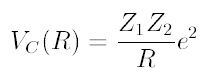 V_C(R) = \frac{Z_1 Z_2}{R} e^2